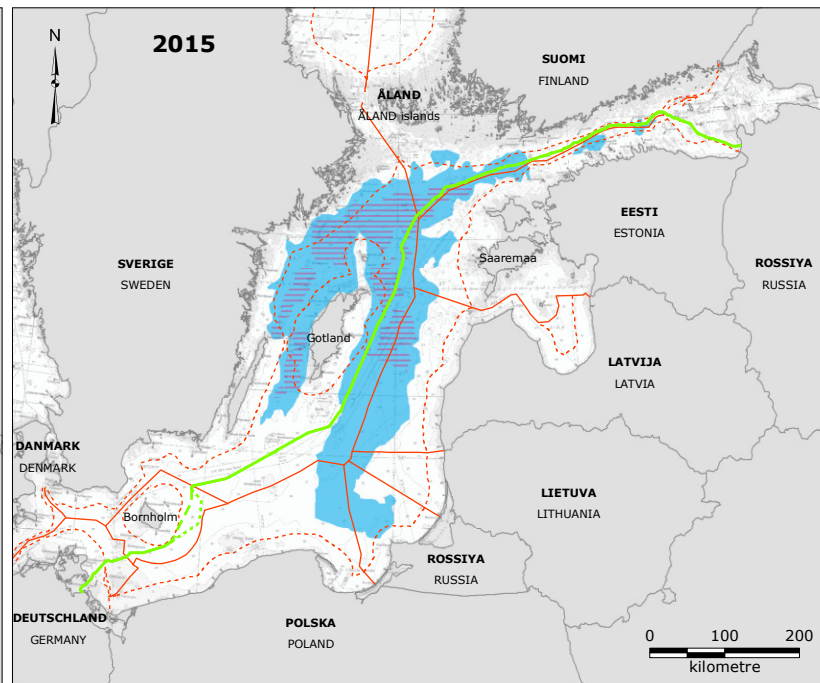 2015
N
SUOMI
FINLAND
ÅLAND
ÅLAND islands
EESTI
ESTONIA
Saaremaa
SVERIGE
SWEDEN
ROSSIYA
RUSSIA
Gotland
LATVIJA
LATVIA
DANMARK
DENMARK
LIETUVA
LITHUANIA
Bornholm
ROSSIYA
RUSSIA
DEUTSCHLAND
GERMANY
POLSKA
POLAND
0 100 200
kilometre